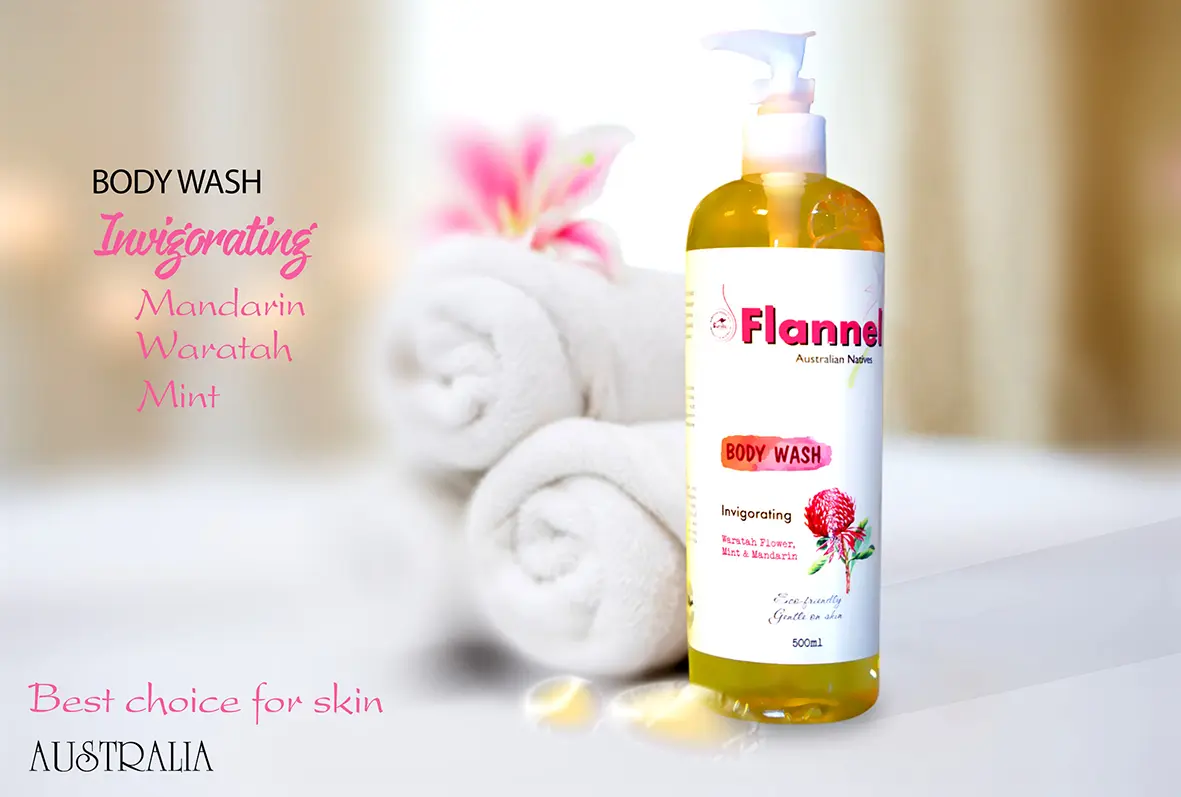 BODY WASH
Invigorating
Mandarin
Waratah
Mint
Best choice for skin
AUSTRALIA
Flannel
Australian Natives
BODY WASH
Invigorating
Waratah Flower,
Mint & Mandarin
Eco-friendly
Gentle on skin
500ml